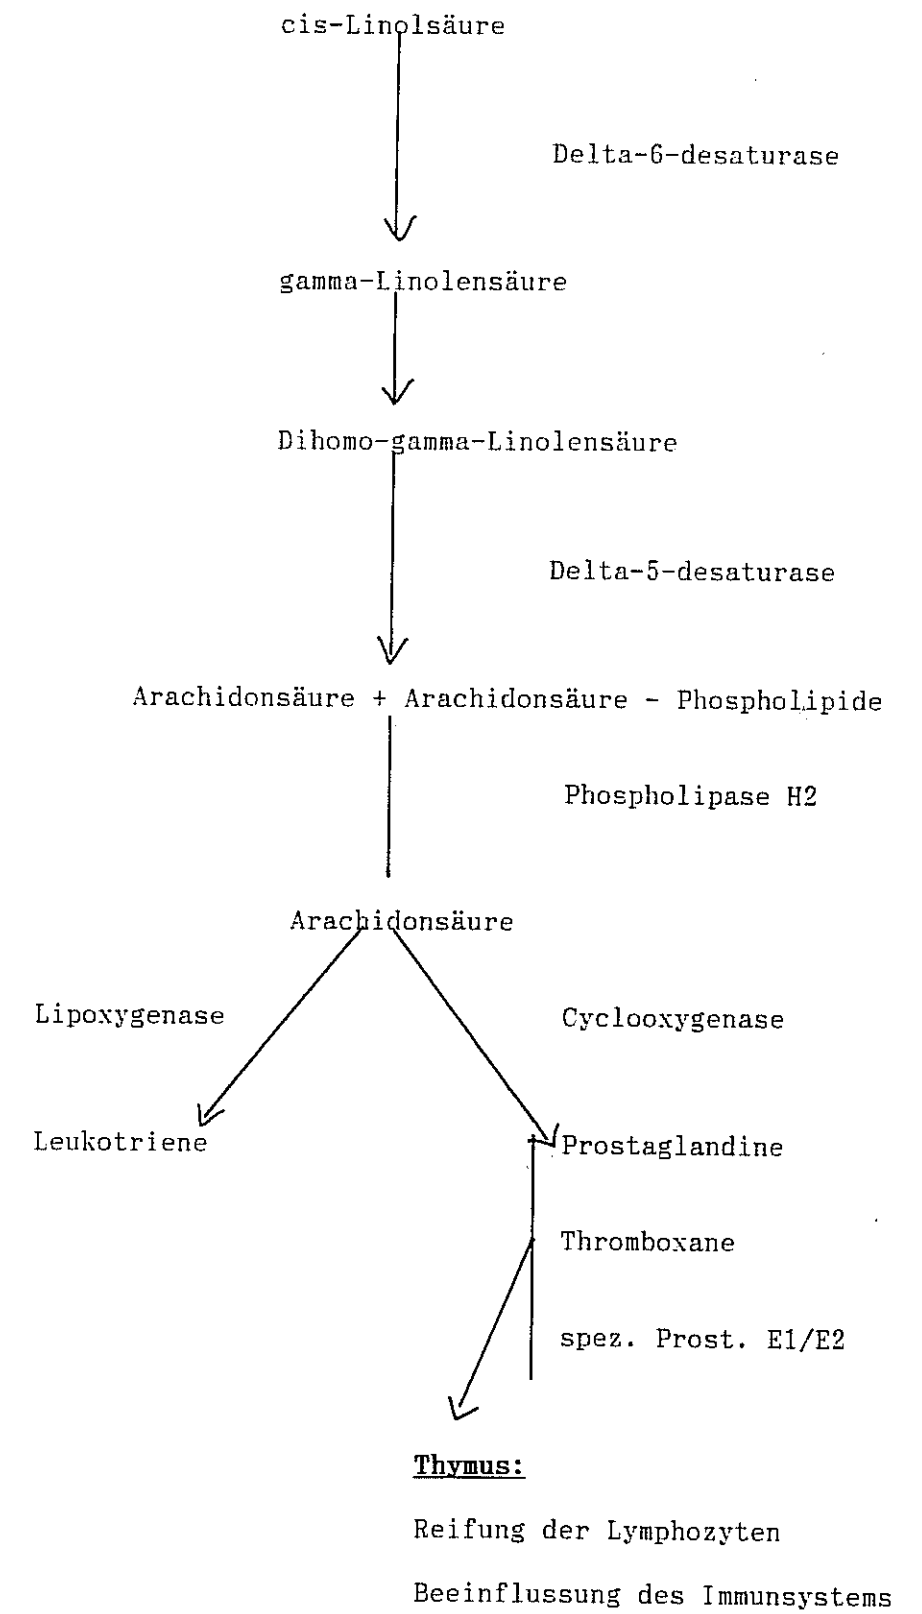 cis-Linolsäure
Delta-6-desaturase
gamma-Linolensäure
Dihomo-gamma-Linolensäure
Delta-5-desaturase
Arachidonsäure + Arachidonsäure - Phospholipide
Phospholipase H2
Arachidonsäure
Lipoxygenase
Cyclooxygenase
Leukotriene
Prostaglandine
Thromboxane
spez. Prost. E1/E2
Thymus:
Reifung der Lymphozyten
Beeinflussung des Immunsystems